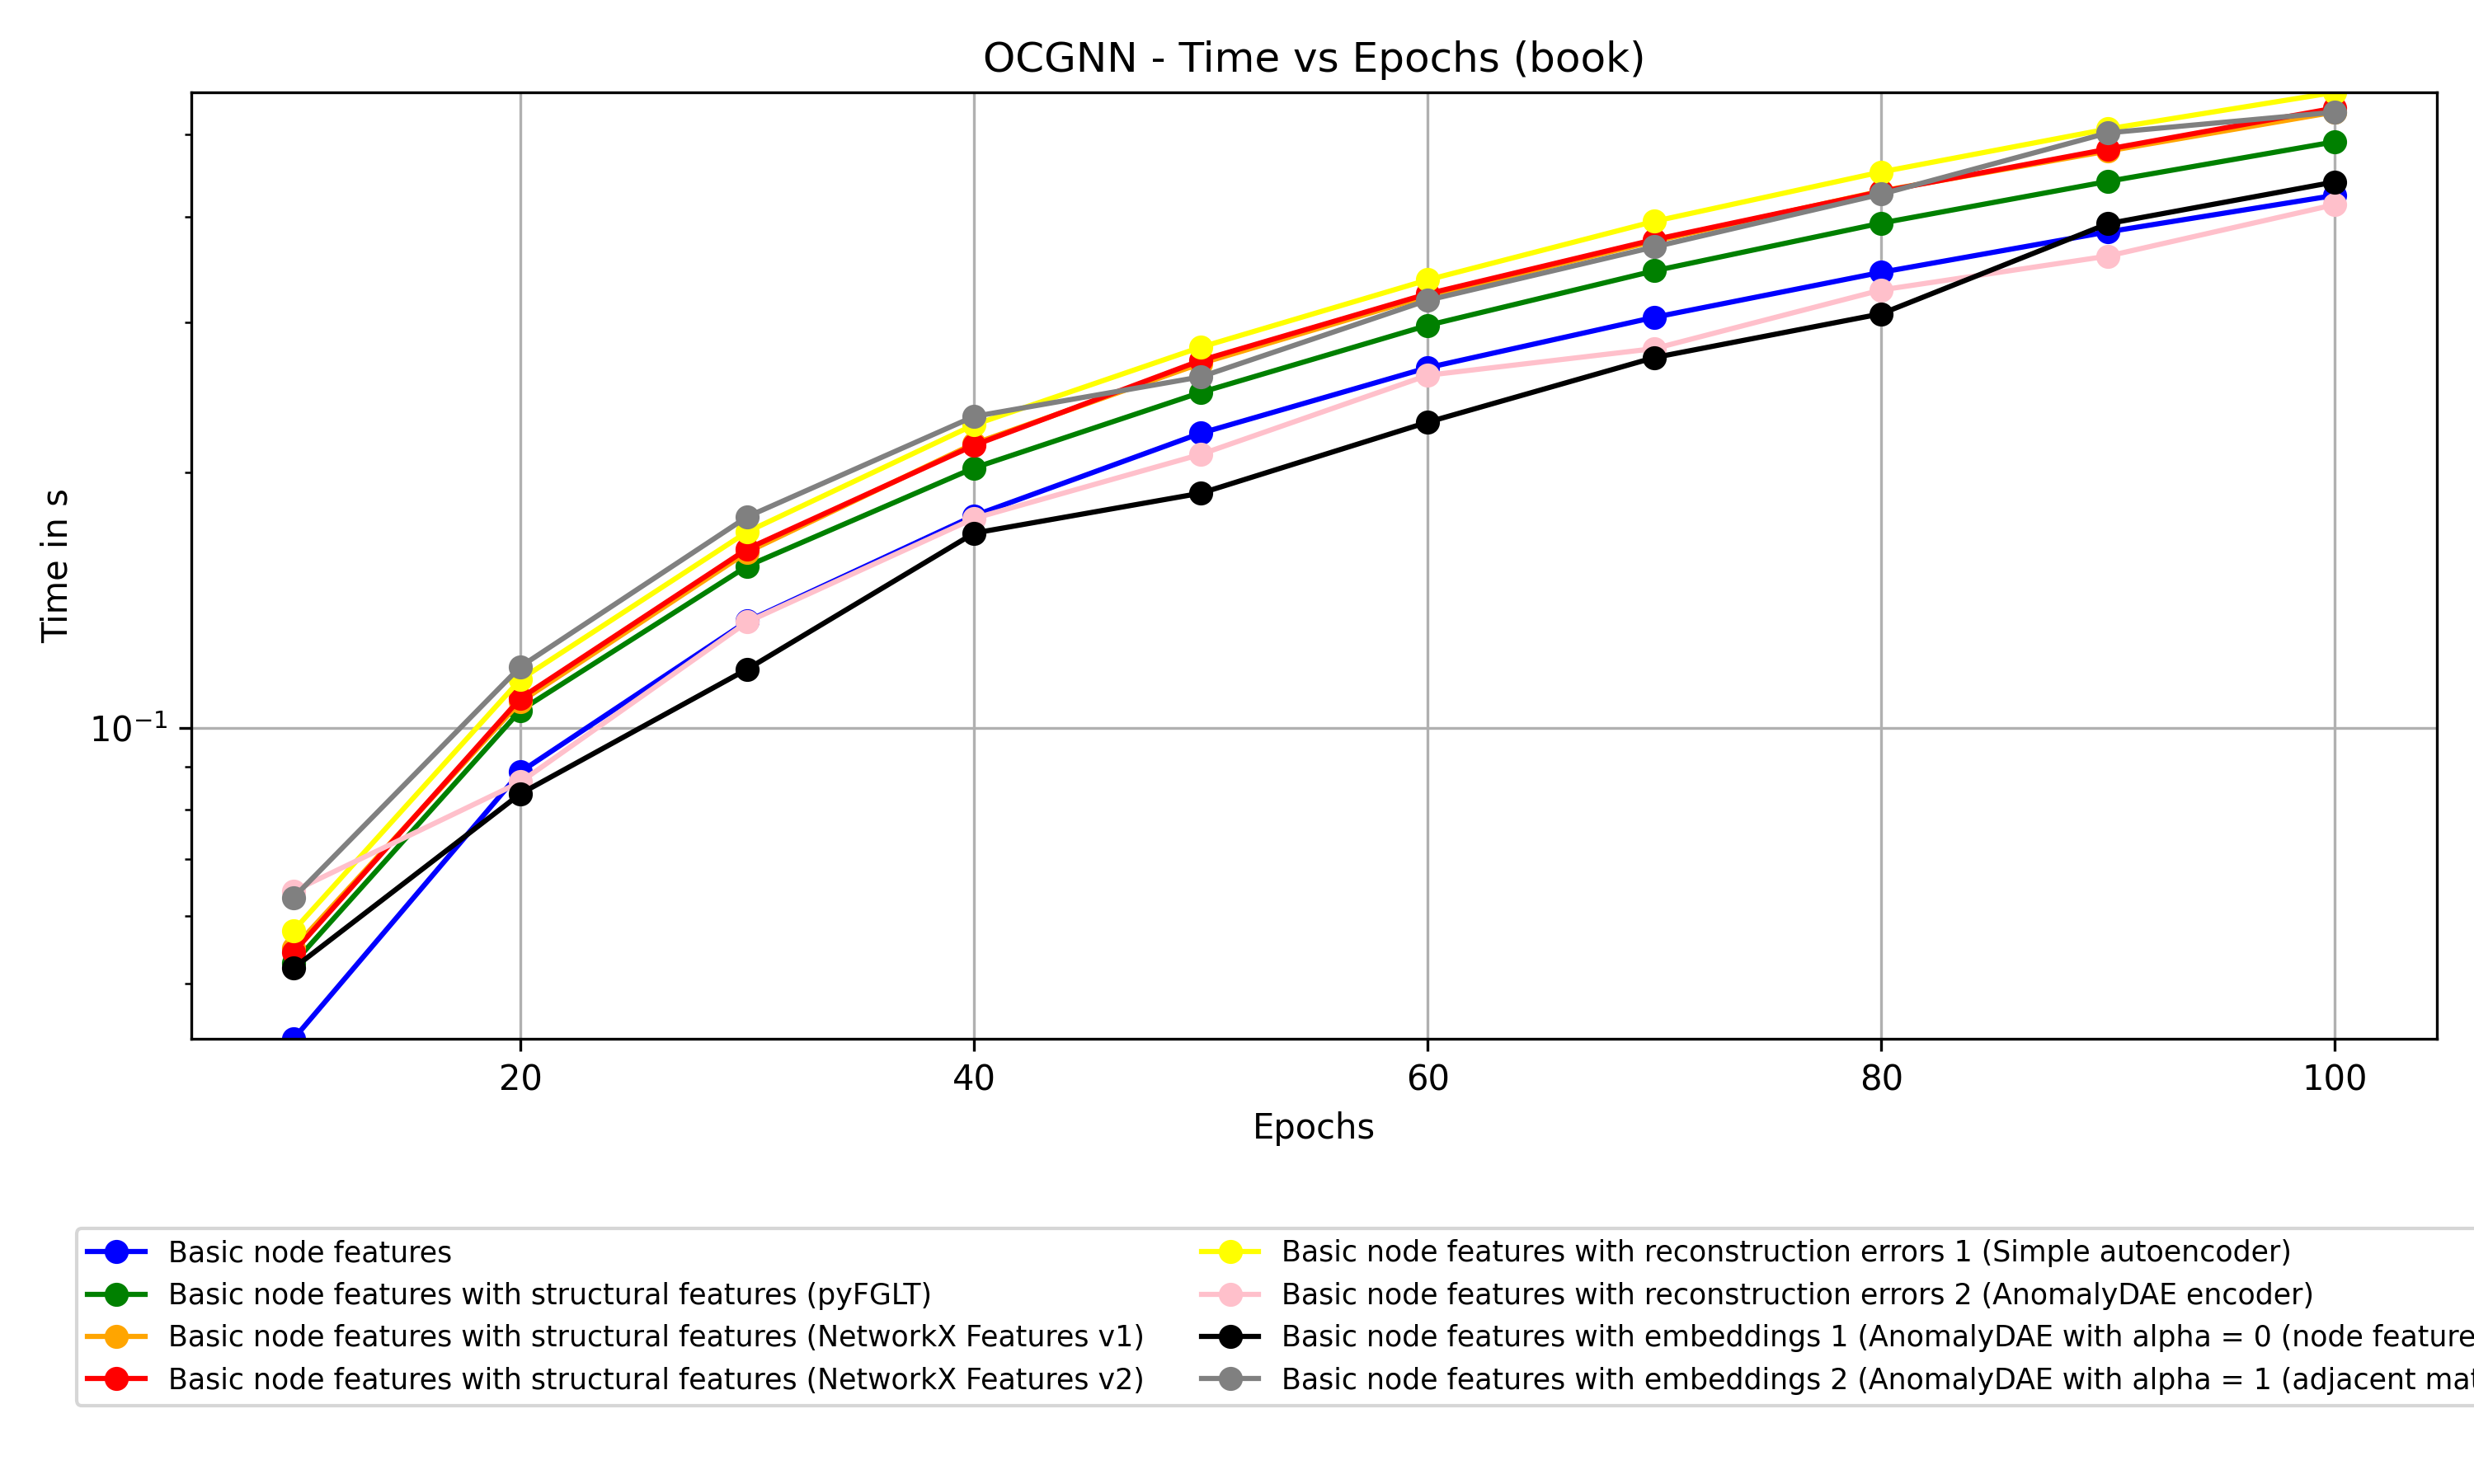 OCGNN - Time vs Epochs (book)
Time in s
10⁻¹
20 40 60 80 100
Epochs
Basic node features
Basic node features with structural features (pyFGLT)
Basic node features with structural features (NetworkX Features v1)
Basic node features with structural features (NetworkX Features v2)
Basic node features with reconstruction errors 1 (Simple autoencoder)
Basic node features with reconstruction errors 2 (AnomalyDAE encoder)
Basic node features with embeddings 1 (AnomalyDAE with alpha = 0 (node feature
Basic node features with embeddings 2 (AnomalyDAE with alpha = 1 (adjacent